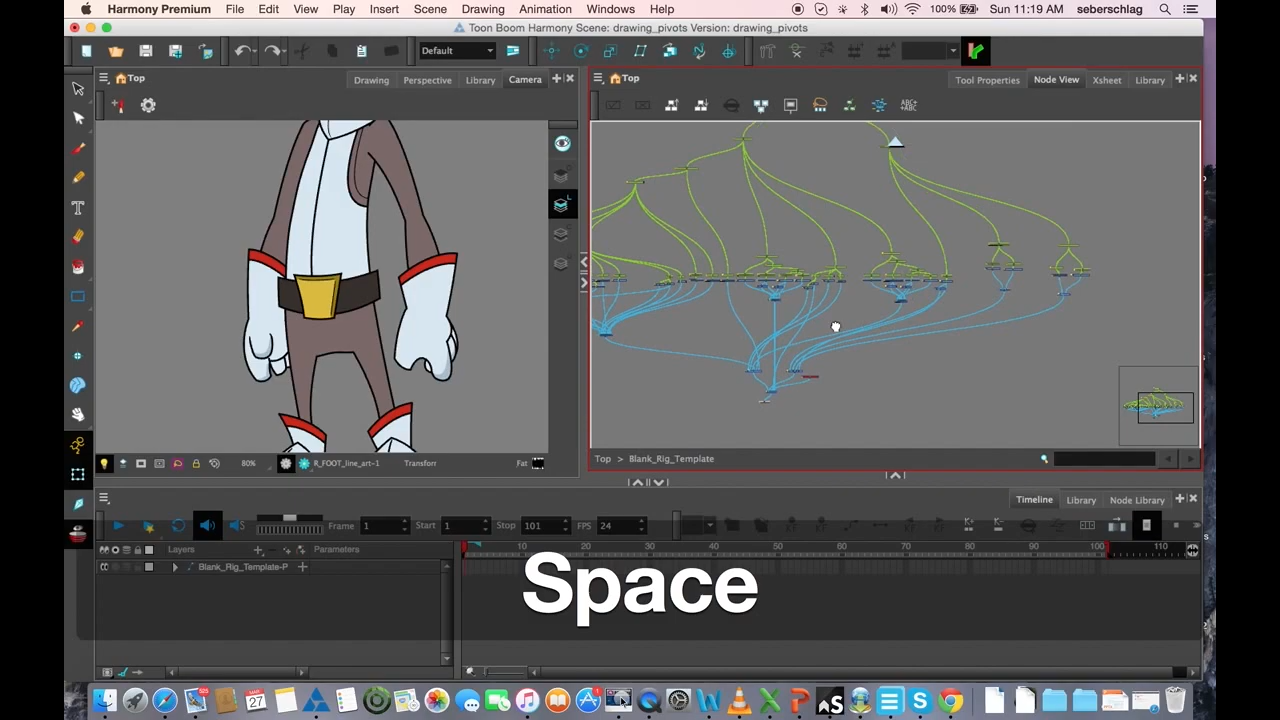 Harmony Premium File Edit View Play Insert Scene Drawing Animation Windows Help 100% Sun 11:19 AM seberschlag
Toon Boom Harmony Scene: drawing_pivots Version: drawing_pivots
Default
Top Drawing Perspective Library Camera
Top Tool Properties Node View Xsheet Library
ABC+
ABC+
80% R_FOOT_line_art-1 Transform Fat
Top > Blank_Rig_Template
Timeline Library Node Library
Frame 1 Start 1 Stop 101 FPS 24
Layers Parameters
10 20 30 40 50 60 70 80 90 100 110
Blank_Rig_Template-P
Space